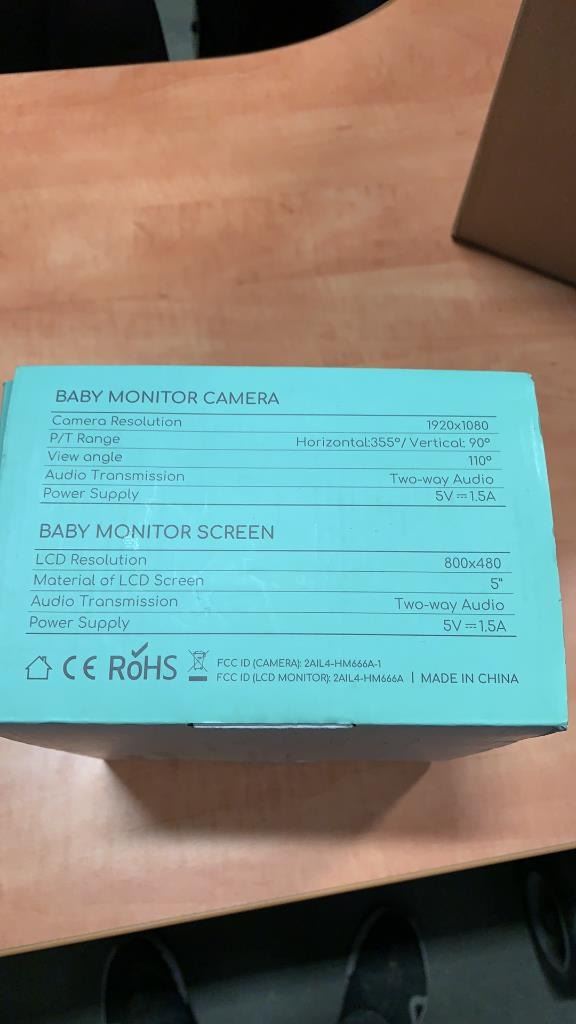 BABY MONITOR CAMERA
Camera Resolution 1920x1080
P/T Range Horizontal:355°/ Vertical: 90°
View angle 110°
Audio Transmission Two-way Audio
Power Supply 5V⎓1.5A
BABY MONITOR SCREEN
LCD Resolution 800x480
Material of LCD Screen 5"
Audio Transmission Two-way Audio
Power Supply 5V⎓1.5A
CE RoHS FCC ID (CAMERA): 2AIL4-HM666A-1
FCC ID (LCD MONITOR): 2AIL4-HM666A | MADE IN CHINA